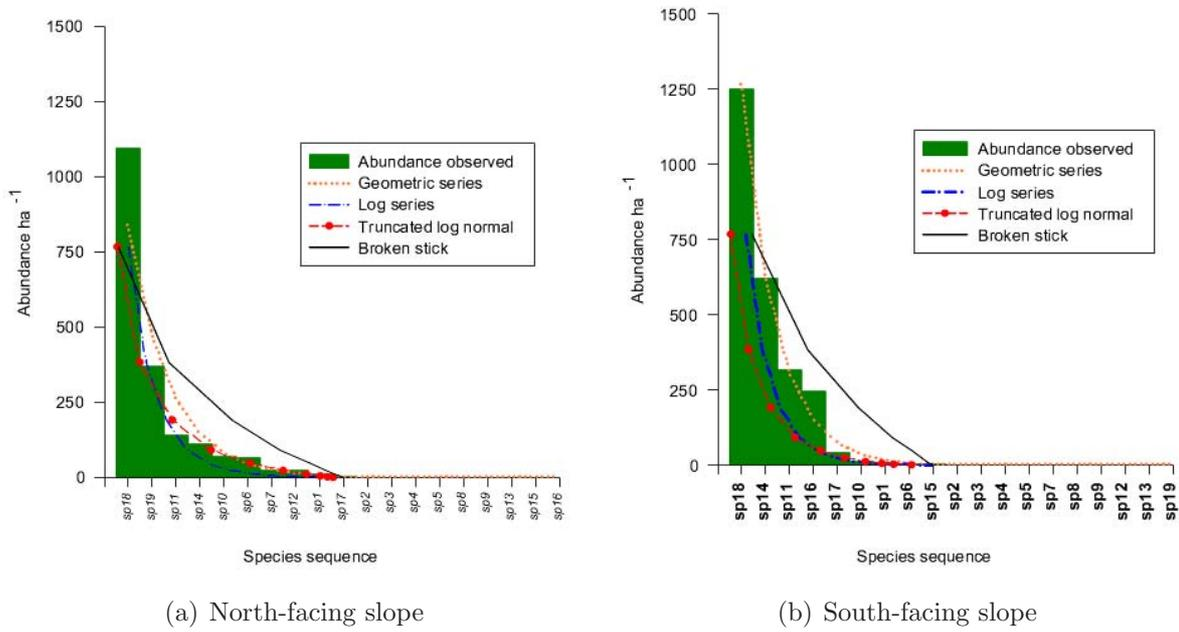 1500
1250
1000
750
500
250
0
Abundance ha -1
Abundance observed
Geometric series
Log series
Truncated log normal
Broken stick
sp18 sp19 sp11 sp14 sp10 sp6 sp7 sp12 sp1 sp17 sp2 sp3 sp4 sp5 sp8 sp9 sp13 sp15 sp16
Species sequence
(a) North-facing slope
1500
1250
1000
750
500
250
0
Abundance ha -1
Abundance observed
Geometric series
Log series
Truncated log normal
Broken stick
sp18 sp14 sp11 sp16 sp17 sp10 sp1 sp6 sp15 sp2 sp3 sp4 sp5 sp7 sp8 sp9 sp12 sp13 sp19
Species sequence
(b) South-facing slope